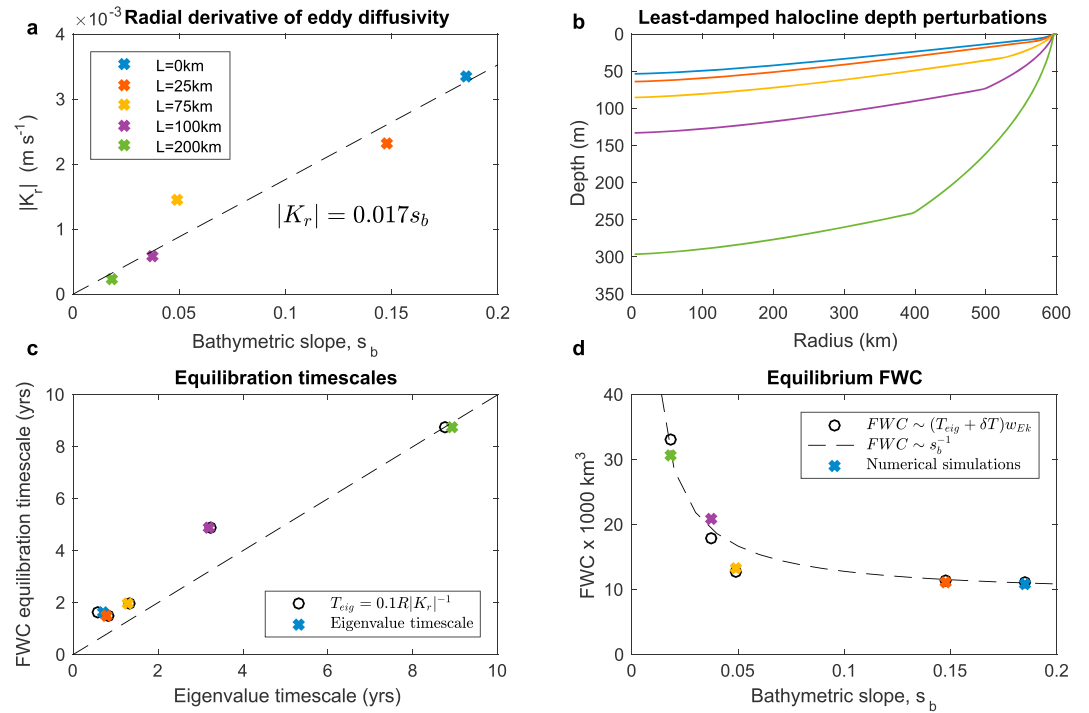 a
×10⁻³
Radial derivative of eddy diffusivity
4
3
2
1
0
|K_r| (m s⁻¹)
L=0km
L=25km
L=75km
L=100km
L=200km
|K_r| = 0.017s_b
0
0.05
0.1
0.15
0.2
Bathymetric slope, s_b
b
Least-damped halocline depth perturbations
0
50
100
150
200
250
300
350
Depth (m)
0
100
200
300
400
500
600
Radius (km)
c
Equilibration timescales
10
8
6
4
2
0
FWC equilibration timescale (yrs)
T_eig = 0.1R|K_r|⁻¹
Eigenvalue timescale
0
2
4
6
8
10
Eigenvalue timescale (yrs)
d
Equilibrium FWC
40
30
20
10
0
FWC x 1000 km³
FWC ∼ (T_eig + δT)w_Ek
FWC ∼ s_b⁻¹
Numerical simulations
0
0.05
0.1
0.15
0.2
Bathymetric slope, s_b